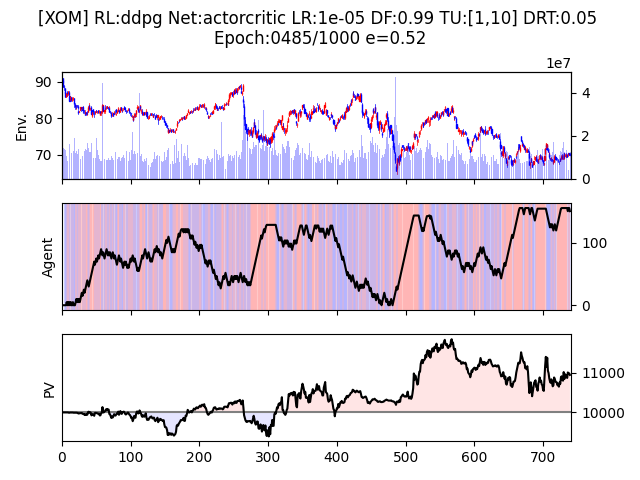 [XOM] RL:ddpg Net:actorcritic LR:1e-05 DF:0.99 TU:[1,10] DRT:0.05
Epoch:0485/1000 e=0.52
1e7
90
80
70
Env.
4
2
0
Agent
100
0
PV
11000
10000
0 100 200 300 400 500 600 700